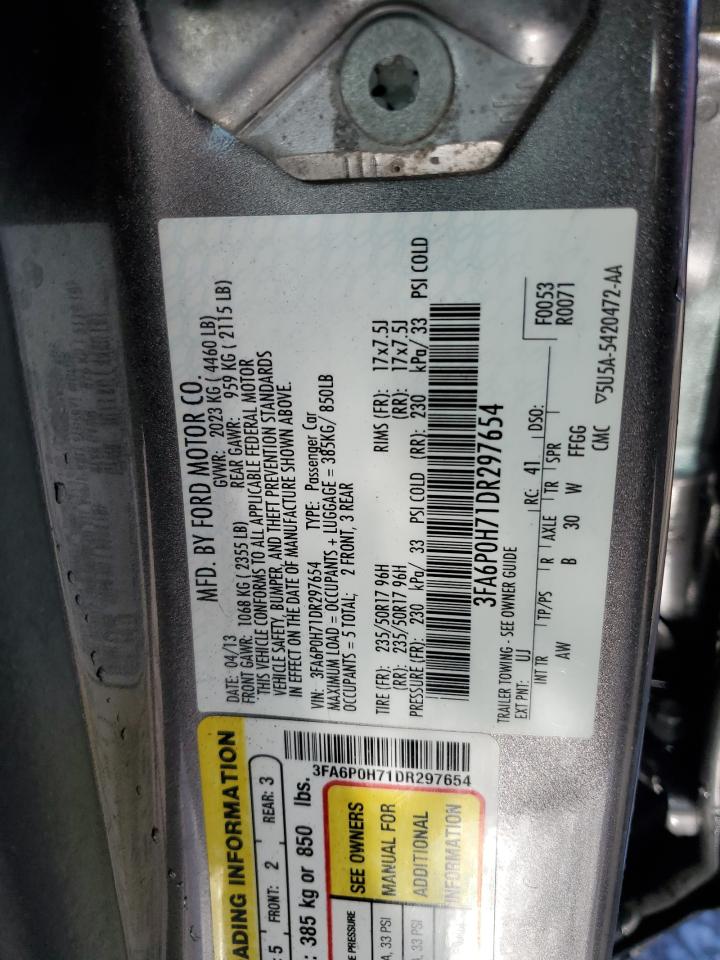 MFD. BY FORD MOTOR CO.
DATE: 04/13 GVWR: 2023 KG ( 4460 LB)
FRONT GAWR: 1068 KG ( 2355 LB) REAR GAWR: 959 KG ( 2115 LB)
THIS VEHICLE CONFORMS TO ALL APPLICABLE FEDERAL MOTOR
VEHICLE SAFETY, BUMPER, AND THEFT PREVENTION STANDARDS
IN EFFECT ON THE DATE OF MANUFACTURE SHOWN ABOVE.
VIN: 3FA6P0H71DR297654 TYPE: Passenger Car
MAXIMUM LOAD = OCCUPANTS + LUGGAGE = 385KG/ 850LB
OCCUPANTS = 5 TOTAL; 2 FRONT, 3 REAR
TIRE (FR): 235/50R17 96H RIMS (FR): 17x7.5J
(RR): 235/50R17 96H (RR): 17x7.5J
PRESSURE (FR): 230 kPa/ 33 PSI COLD (RR): 230 kPa/ 33 PSI COLD
3FA6P0H71DR297654
TRAILER TOWING - SEE OWNER GUIDE
EXT PNT: UJ RC: 41 DSO: F0053
R0071
INT TR TP/PS R AXLE TR SPR
AW B 30 W FFGG
CMC ▽5U5A-5420472-AA
ADING INFORMATION
: 5 FRONT: 2 REAR: 3
: 385 kg or 850 lbs.
3FA6P0H71DR297654
E PRESSURE
A, 33 PSI
A, 33 PSI
SEE OWNERS
MANUAL FOR
ADDITIONAL
INFORMATION